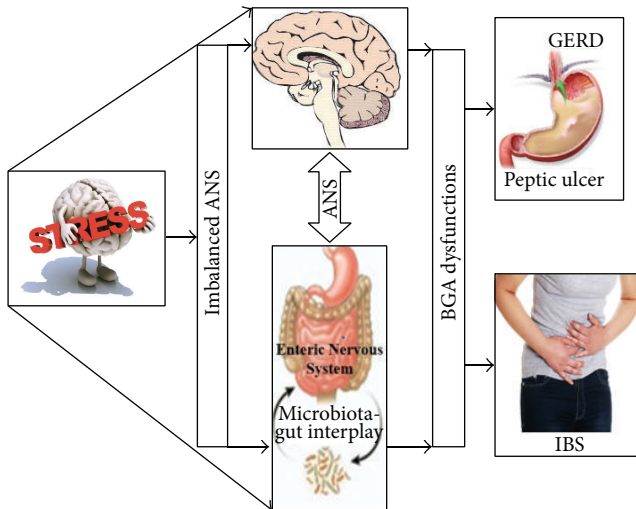 STRESS
Imbalanced ANS
ANS
Enteric Nervous
System
Microbiota-
gut interplay
BGA dysfunctions
GERD
Peptic ulcer
IBS